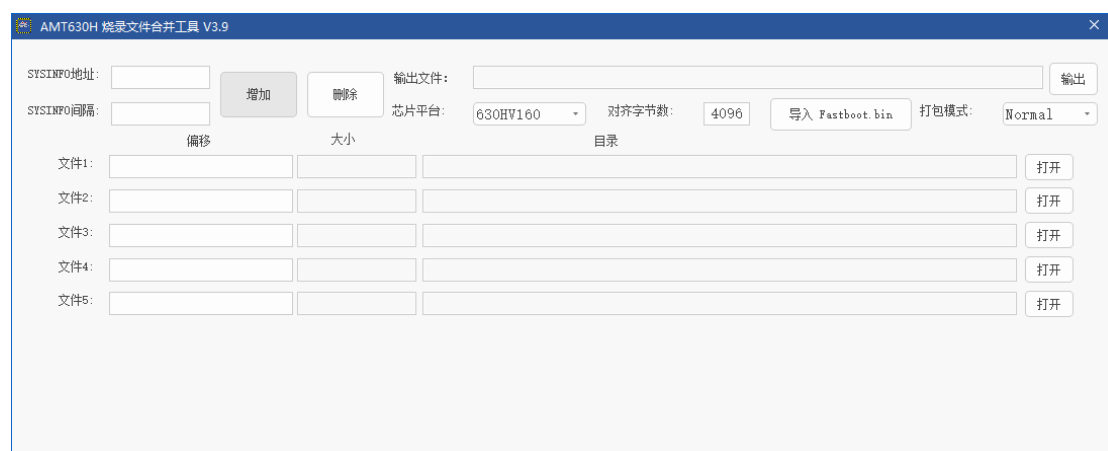 AMT630H 烧录文件合并工具 V3.9
SYSINFO地址: 增加 删除 输出文件: 输出
SYSINFO间隔: 芯片平台: 630HV160 对齐字节数: 4096 导入 Fastboot.bin 打包模式: Normal
偏移 大小 目录
文件1: 打开
文件2: 打开
文件3: 打开
文件4: 打开
文件5: 打开